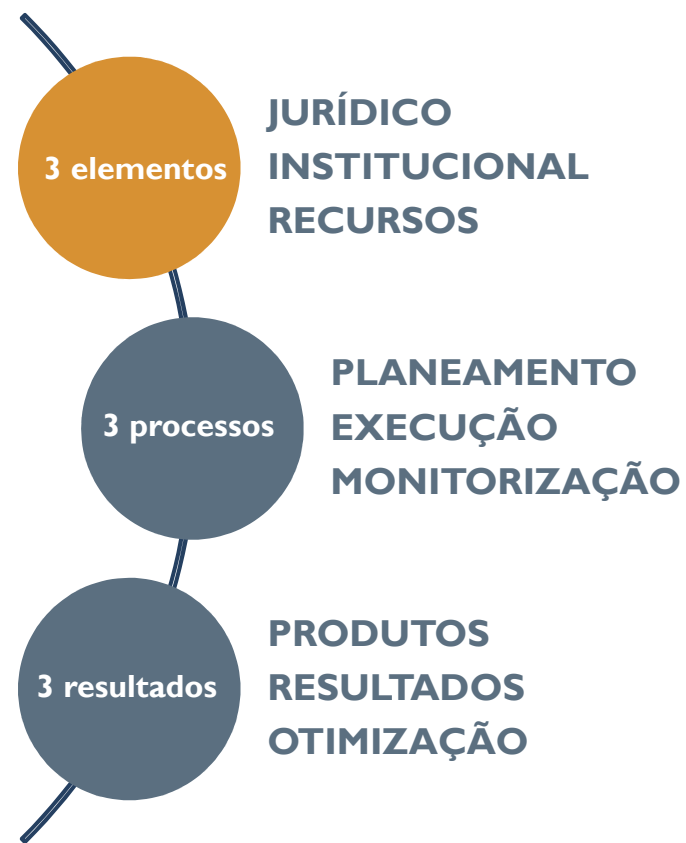 3 elementos
JURÍDICO
INSTITUCIONAL
RECURSOS
3 processos
PLANEAMENTO
EXECUÇÃO
MONITORIZAÇÃO
3 resultados
PRODUTOS
RESULTADOS
OTIMIZAÇÃO